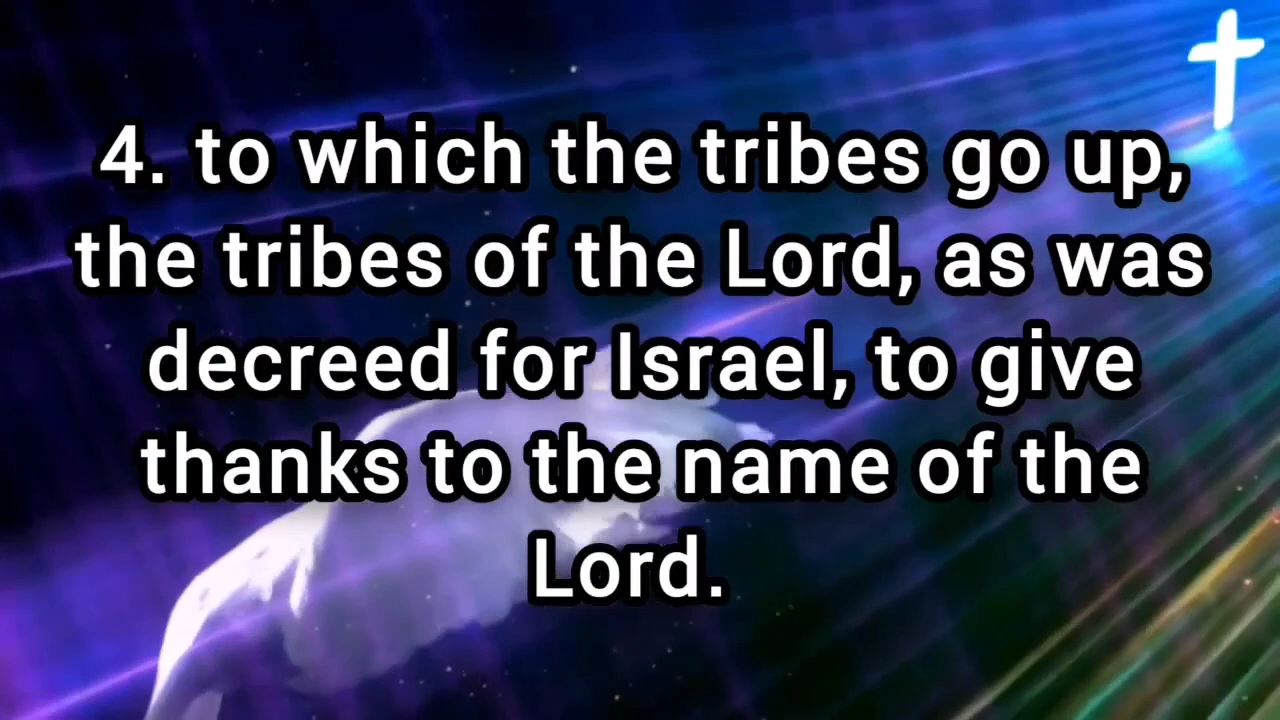 4. to which the tribes go up,
the tribes of the Lord, as was
decreed for Israel, to give
thanks to the name of the
Lord.